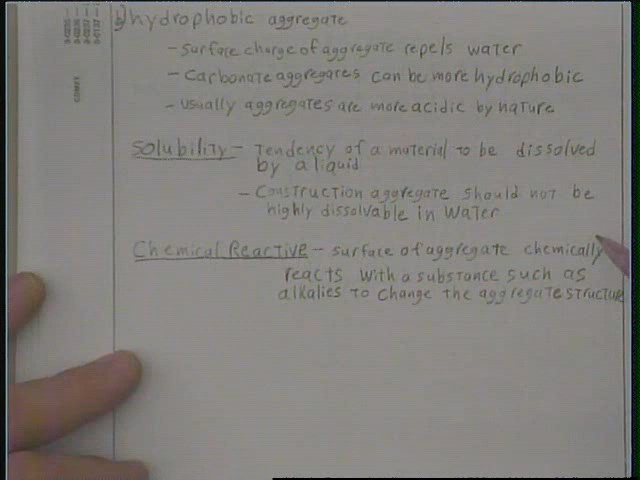 b) hydrophobic aggregate
- surface charge of aggregate repels water
- carbonate aggregates can be more hydrophobic
- usually aggregates are more acidic by nature
Solubility - Tendency of a material to be dissolved
by a liquid
- Construction aggregate should not be
highly dissolvable in water
Chemical Reactive - surface of aggregate chemically
reacts with a substance such as
alkalies to change the aggregate structure